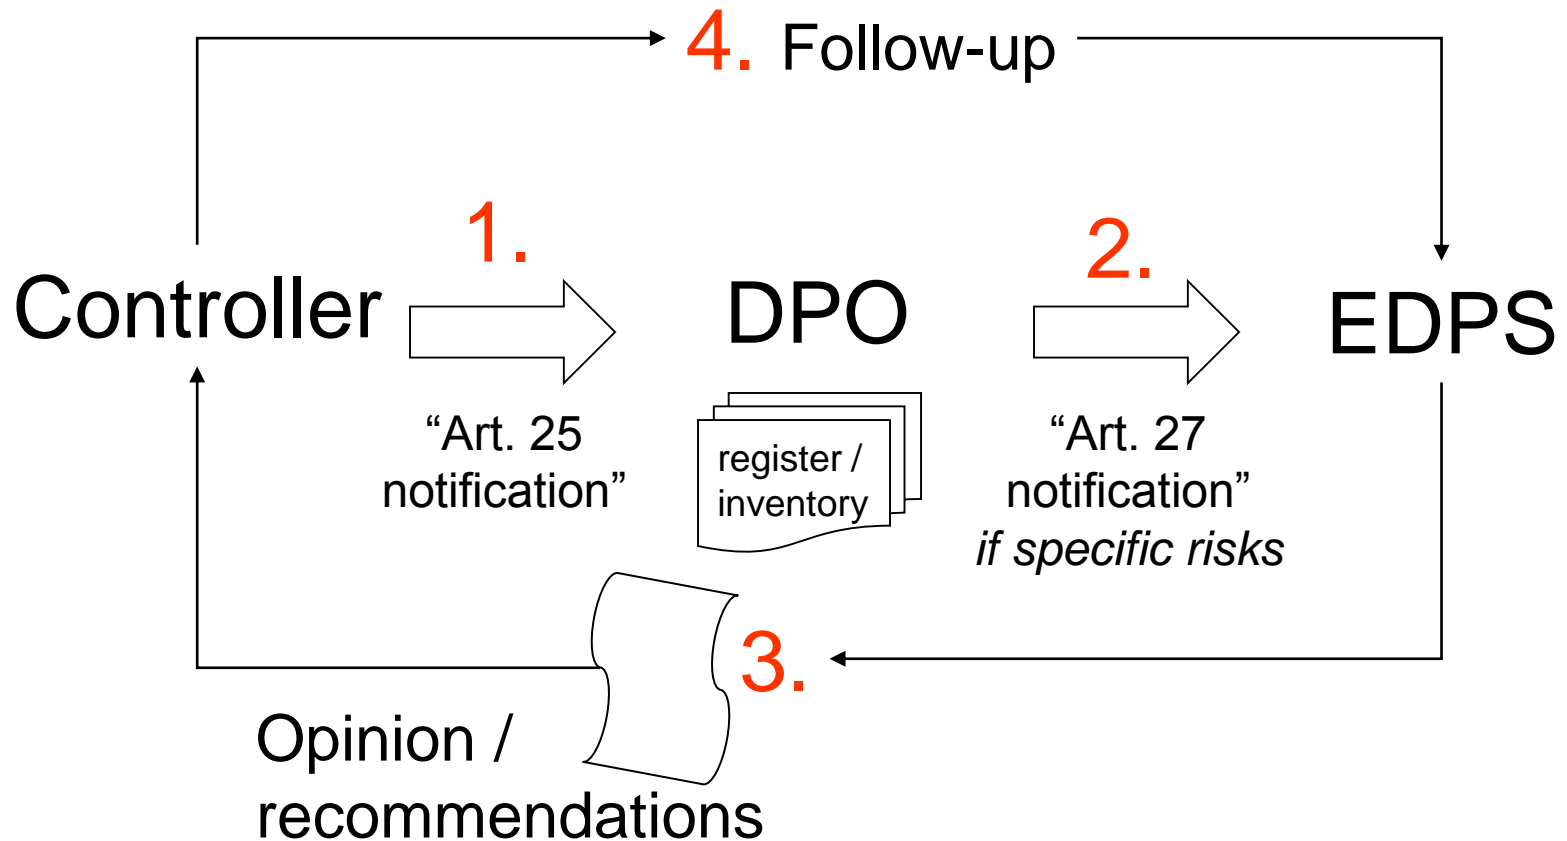 4. Follow-up
1.
2.
Controller
DPO
EDPS
“Art. 25
notification”
register /
inventory
“Art. 27
notification”
if specific risks
3.
Opinion /
recommendations